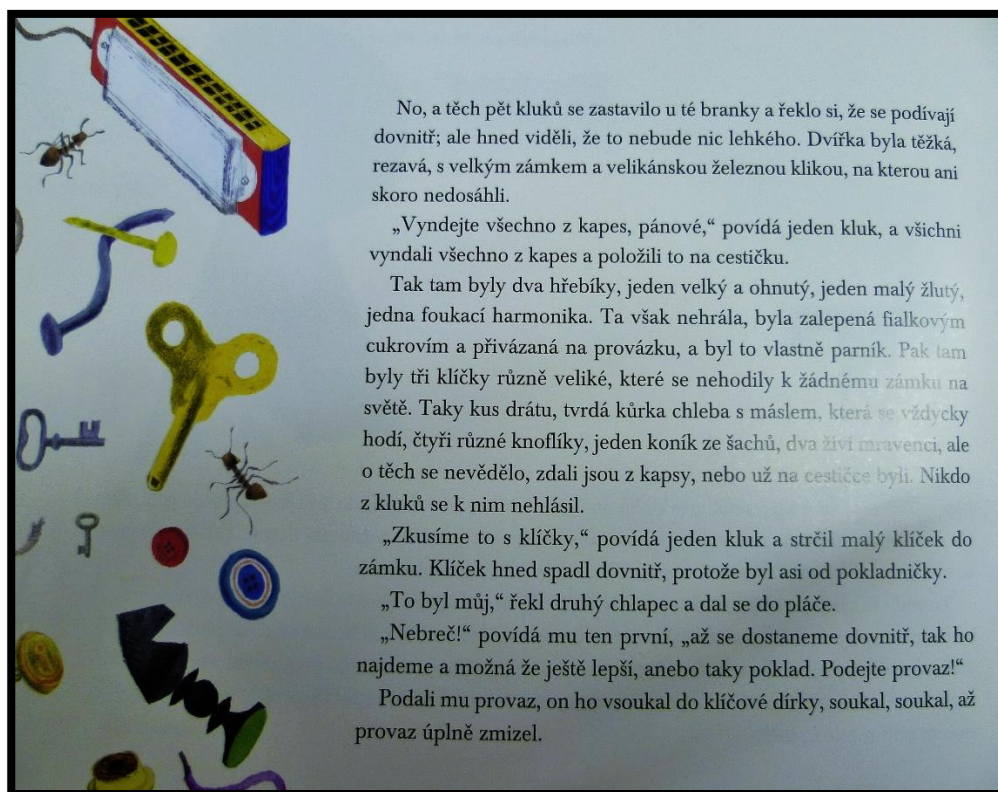 No, a těch pět kluků se zastavilo u té branky a řeklo si, že se podívají
dovnitř; ale hned viděli, že to nebude nic lehkého. Dvířka byla těžká,
rezavá, s velkým zámkem a velikánskou železnou klikou, na kterou ani
skoro nedosáhli.
„Vyndejte všechno z kapes, pánové,“ povídá jeden kluk, a všichni
vyndali všechno z kapes a položili to na cestičku.
Tak tam byly dva hřebíky, jeden velký a ohnutý, jeden malý žlutý,
jedna foukací harmonika. Ta však nehrála, byla zalepená fialkovým
cukrovím a přivázaná na provázku, a byl to vlastně parník. Pak tam
byly tři klíčky různě veliké, které se nehodily k žádnému zámku na
světě. Taky kus drátu, tvrdá kůrka chleba s máslem, která se vždycky
hodí, čtyři různé knoflíky, jeden koník ze šachů, dva živí mravenci, ale
o těch se nevědělo, zdali jsou z kapsy, nebo už na cestičce byli. Nikdo
z kluků se k nim nehlásil.
„Zkusíme to s klíčky,“ povídá jeden kluk a strčil malý klíček do
zámku. Klíček hned spadl dovnitř, protože byl asi od pokladničky.
„To byl můj,“ řekl druhý chlapec a dal se do pláče.
„Nebreč!“ povídá mu ten první, „až se dostaneme dovnitř, tak ho
najdeme a možná že ještě lepší, anebo taky poklad. Podejte provaz!“
Podali mu provaz, on ho vsoukal do klíčové dírky, soukal, soukal, až
provaz úplně zmizel.